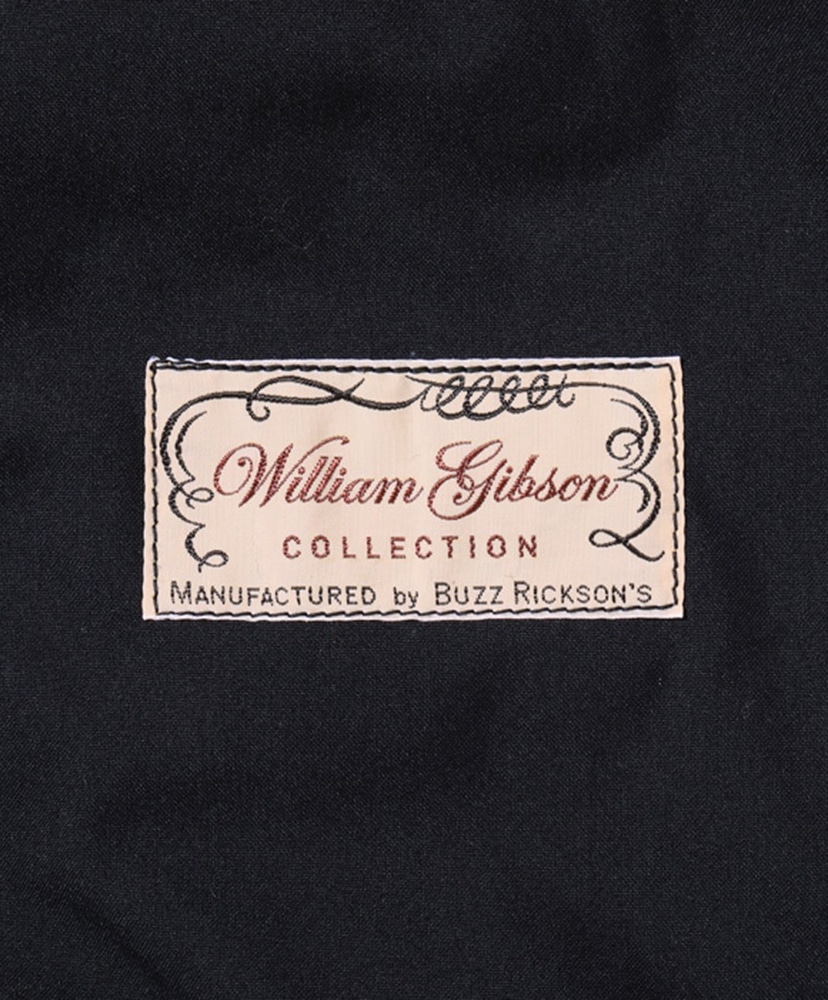 William Gibson
COLLECTION
MANUFACTURED by BUZZ RICKSON'S